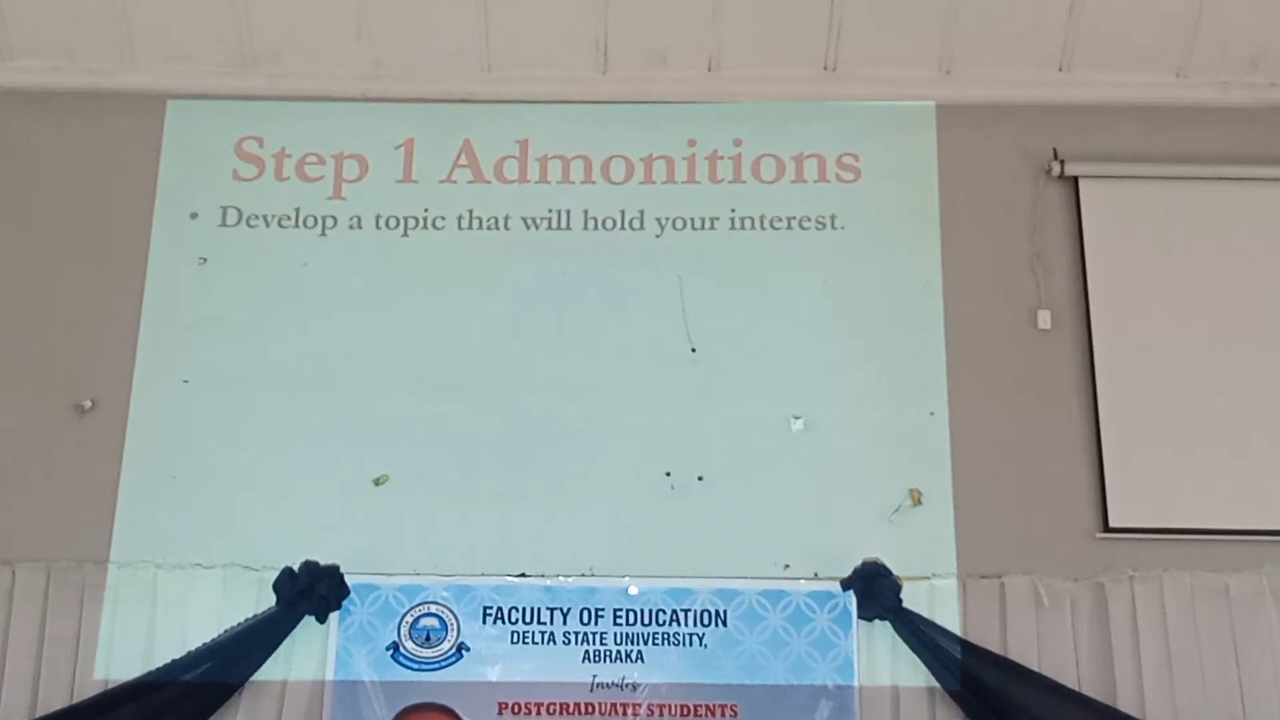 Step 1 Admonitions
• Develop a topic that will hold your interest.
FACULTY OF EDUCATION
DELTA STATE UNIVERSITY,
ABRAKA
Invites
POSTGRADUATE STUDENTS